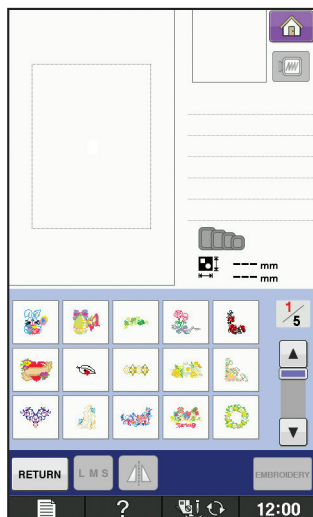 --- mm
--- mm
1/5
RETURN
L M S
EMBROIDERY
?
12:00